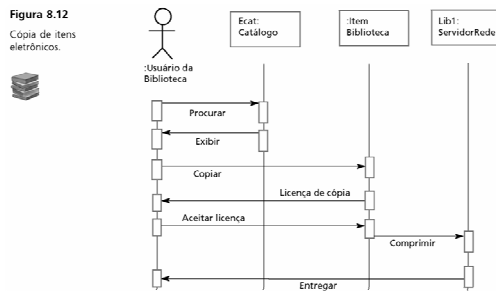 Figura 8.12
Cópia de itens
eletrônicos.
:Usuário da
Biblioteca
Ecat:
Catálogo
:Item
Biblioteca
Lib1:
ServidorRede
Procurar
Exibir
Copiar
Licença de cópia
Aceitar licença
Comprimir
Entregar